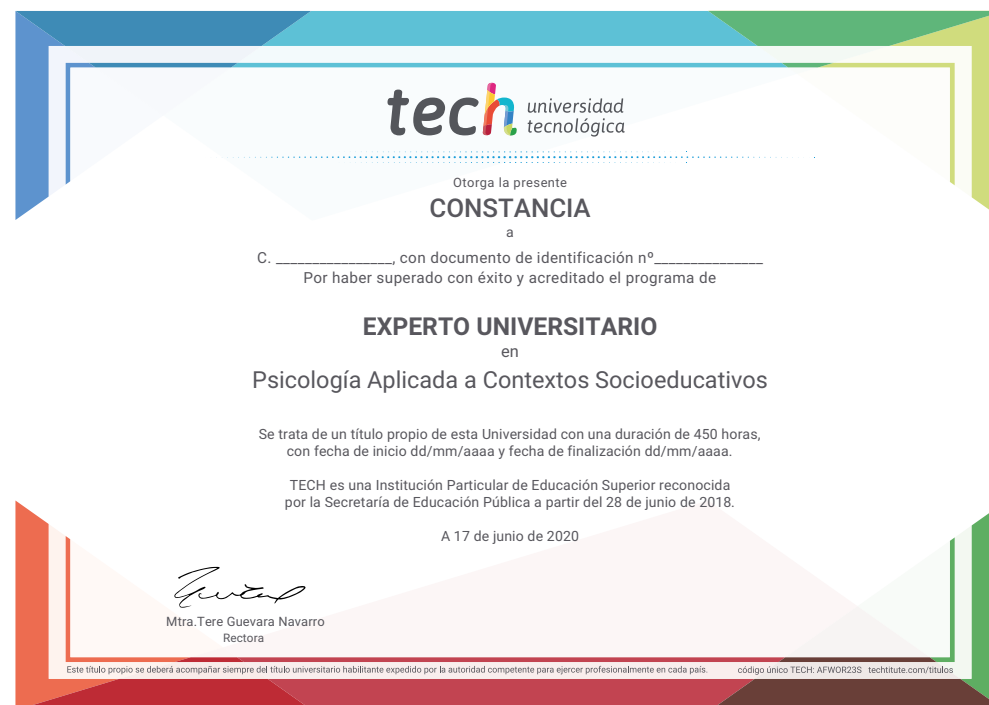 tech universidad
tecnológica
Otorga la presente
CONSTANCIA
a
C. ________________, con documento de identificación nº_______________
Por haber superado con éxito y acreditado el programa de
EXPERTO UNIVERSITARIO
en
Psicología Aplicada a Contextos Socioeducativos
Se trata de un título propio de esta Universidad con una duración de 450 horas,
con fecha de inicio dd/mm/aaaa y fecha de finalización dd/mm/aaaa.
TECH es una Institución Particular de Educación Superior reconocida
por la Secretaría de Educación Pública a partir del 28 de junio de 2018.
A 17 de junio de 2020
Mtra.Tere Guevara Navarro
Rectora
Este título propio se deberá acompañar siempre del título universitario habilitante expedido por la autoridad competente para ejercer profesionalmente en cada país. código único TECH: AFWOR23S techtitute.com/titulos